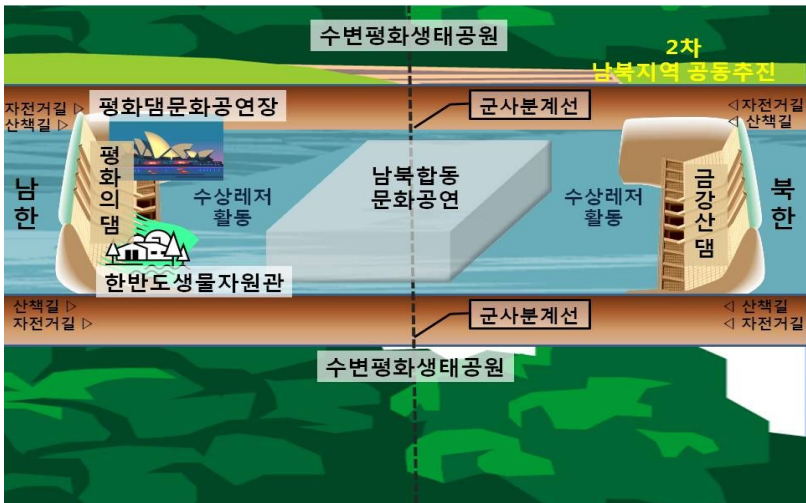 수변평화생태공원
2차
남북지역 공동추진
자전거길 ▷
산책길 ▷
평화댐문화공연장
군사분계선
◁자전거길
◁ 산책길
남한
평화의댐
수상레저
활동
남북합동
문화공연
수상레저
활동
금강산댐
북한
한반도생물자원관
산책길 ▷
자전거길 ▷
군사분계선
◁ 산책길
◁ 자전거길
수변평화생태공원